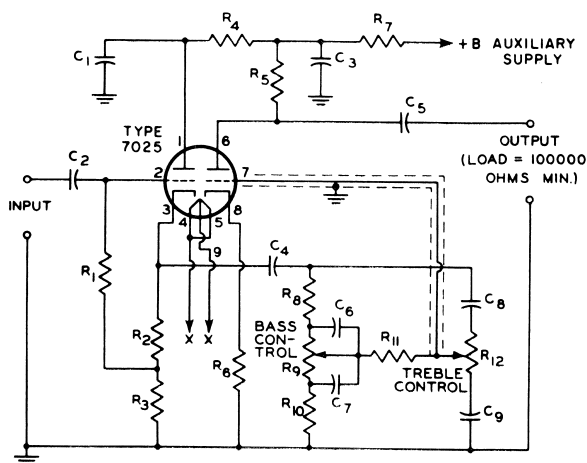 R4
R7
+B AUXILIARY
SUPPLY
C1
C3
R5
C5
TYPE
7025
1
6
OUTPUT
(LOAD = 100000
OHMS MIN.)
C2
2
7
INPUT
3
4
5
8
9
C4
R1
R8
C6
C8
BASS
CON-
TROL
R11
R2
X
X
R9
R12
TREBLE
CONTROL
R6
C7
R3
R10
C9